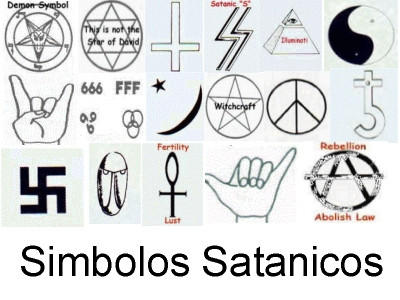 Demon Symbol
This is not the
Star of David
Satanic "S"
Illuminati
666 FFF
Witchcraft
Fertility
Lust
Rebellion
Abolish Law
Simbolos Satanicos